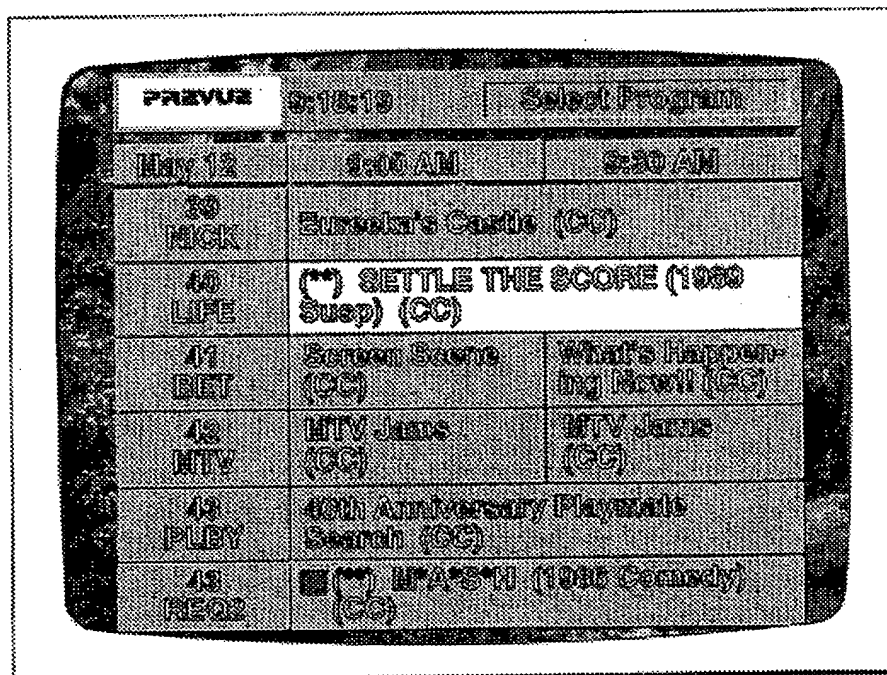 PREVUE 9:18:19 Select Program
May 12 9:00 AM 9:30 AM
39
NICK
Eureeka's Castle (CC)
40
LIFE
(**) SETTLE THE SCORE (1989
Susp) (CC)
41
BET
Screen Scene
(CC)
What's Happen-
ing Now!! (CC)
42
MTV
MTV Jams
(CC)
MTV Jams
(CC)
43
PLBY
40th Anniversary Playmate
Search (CC)
43
REQ2
(**) M*A*S*H (1986 Comedy)
(CC)